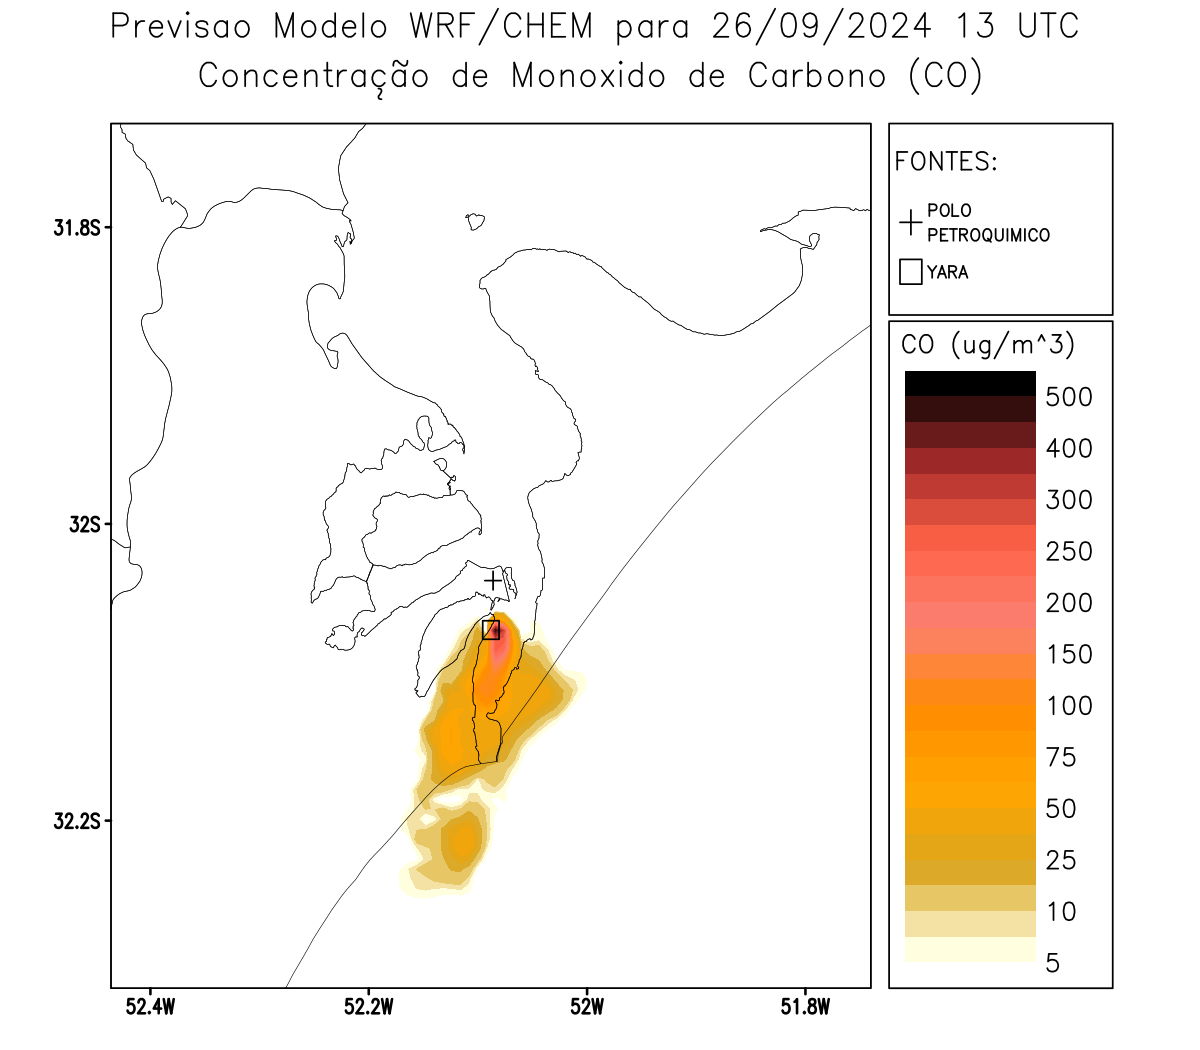 Previsao Modelo WRF/CHEM para 26/09/2024 13 UTC
Concentração de Monoxido de Carbono (CO)
FONTES:
POLO
PETROQUIMICO
YARA
CO (ug/m^3)
500
400
300
250
200
150
100
75
50
25
10
5
31.8S
32S
32.2S
52.4W
52.2W
52W
51.8W